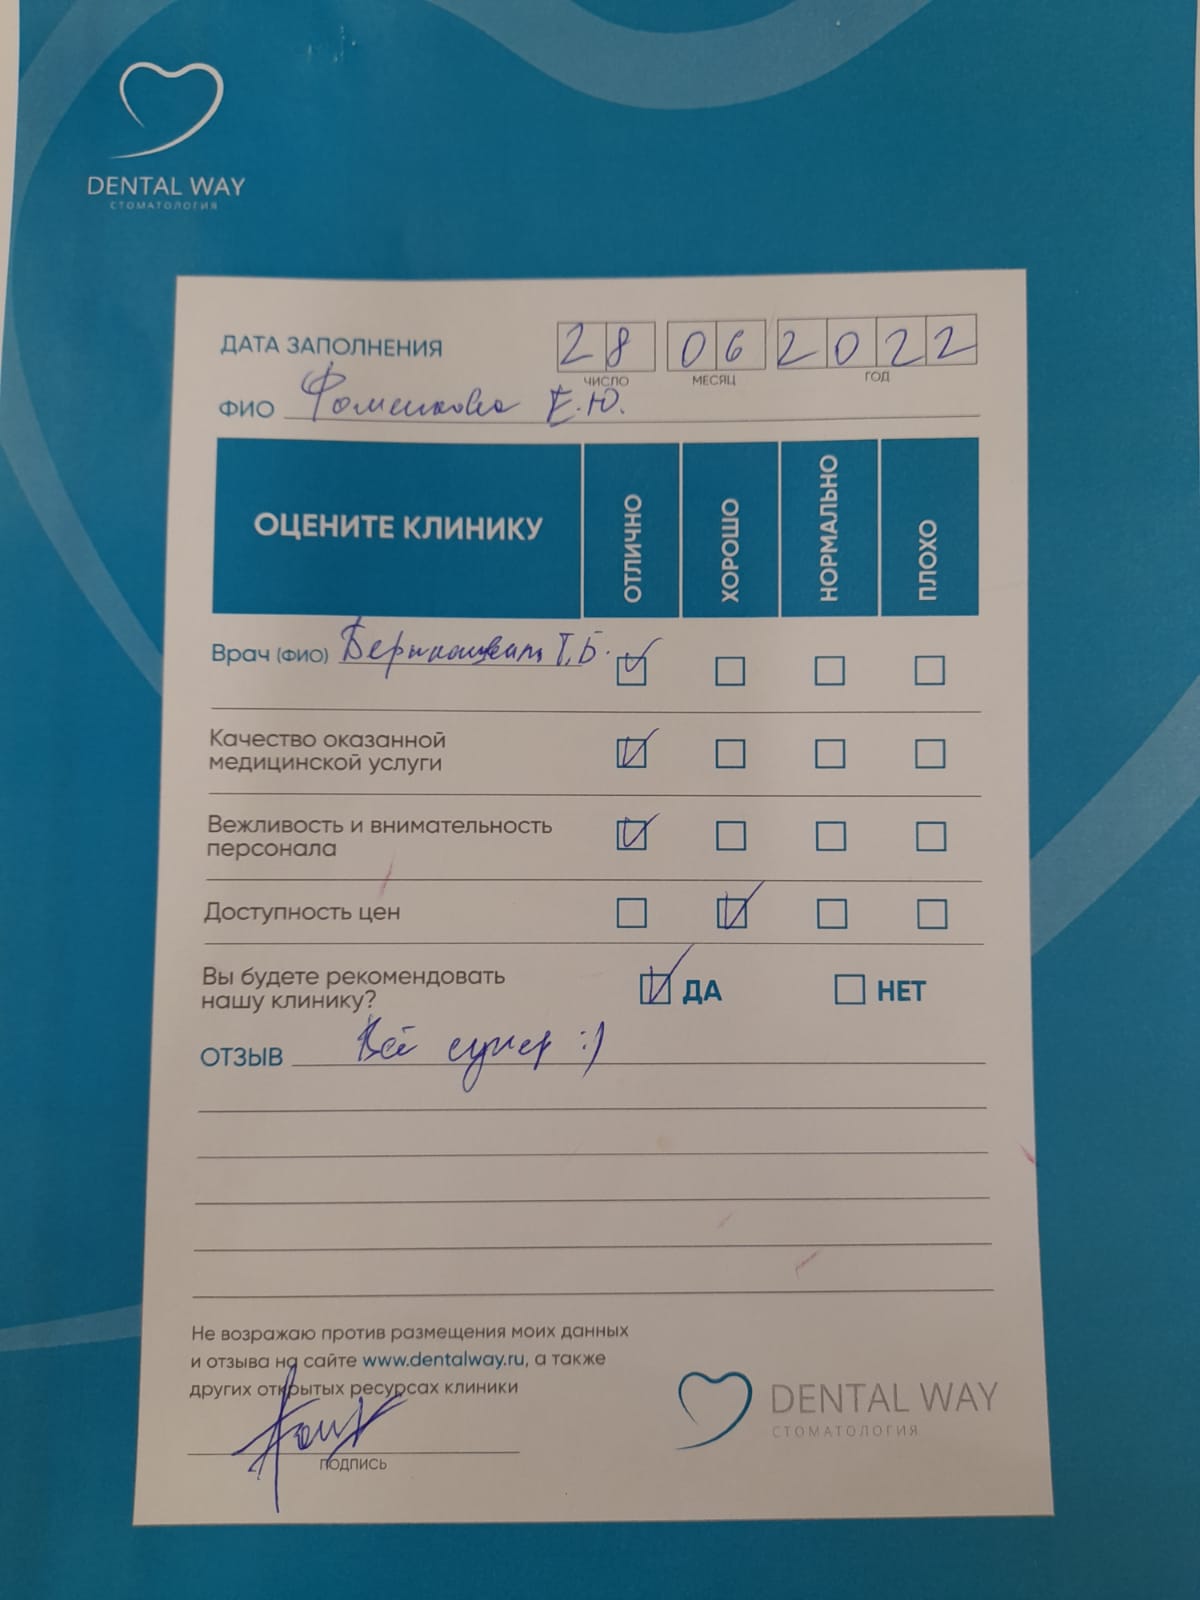 DENTAL WAY
СТОМАТОЛОГИЯ
ДАТА ЗАПОЛНЕНИЯ 28 06 2022
ЧИСЛО МЕСЯЦ ГОД
ФИО Фоменкова Е.Ю.
ОЦЕНИТЕ КЛИНИКУ ОТЛИЧНО ХОРОШО НОРМАЛЬНО ПЛОХО
Врач (ФИО) Т.Б.
Качество оказанной
медицинской услуги
Вежливость и внимательность
персонала
Доступность цен
Вы будете рекомендовать
нашу клинику? ДА НЕТ
ОТЗЫВ Всё супер :)
Не возражаю против размещения моих данных
и отзыва на сайте www.dentalway.ru, а также
других открытых ресурсах клиники
ПОДПИСЬ
DENTAL WAY
СТОМАТОЛОГИЯ